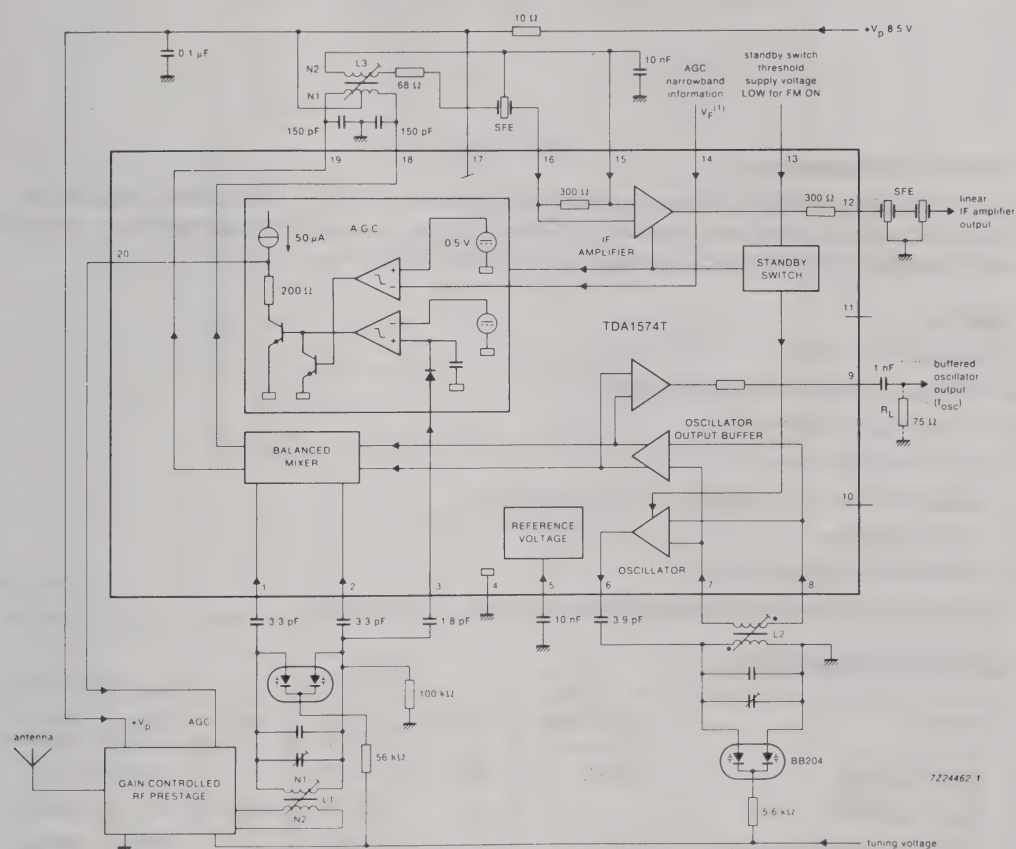 10 Ω
+Vp 8.5 V
0.1 µF
N2
L3
68 Ω
N1
10 nF
AGC
narrowband
information
VF(1)
standby switch
threshold
supply voltage
LOW for FM ON
SFE
150 pF
150 pF
19
18
17
16
15
14
13
300 Ω
300 Ω
12
SFE
linear
IF amplifier
output
50 µA
AGC
0.5 V
IF
AMPLIFIER
STANDBY
SWITCH
20
200 Ω
11
TDA1574T
1 nF
9
buffered
oscillator
output
(fosc)
RL
75 Ω
OSCILLATOR
OUTPUT BUFFER
BALANCED
MIXER
10
REFERENCE
VOLTAGE
OSCILLATOR
1
2
3
4
5
6
7
8
3.3 pF
3.3 pF
1.8 pF
10 nF
3.9 pF
L2
100 kΩ
+Vp
AGC
antenna
56 kΩ
BB204
7Z24462 1
GAIN CONTROLLED
RF PRESTAGE
N1
L1
N2
5.6 kΩ
tuning voltage